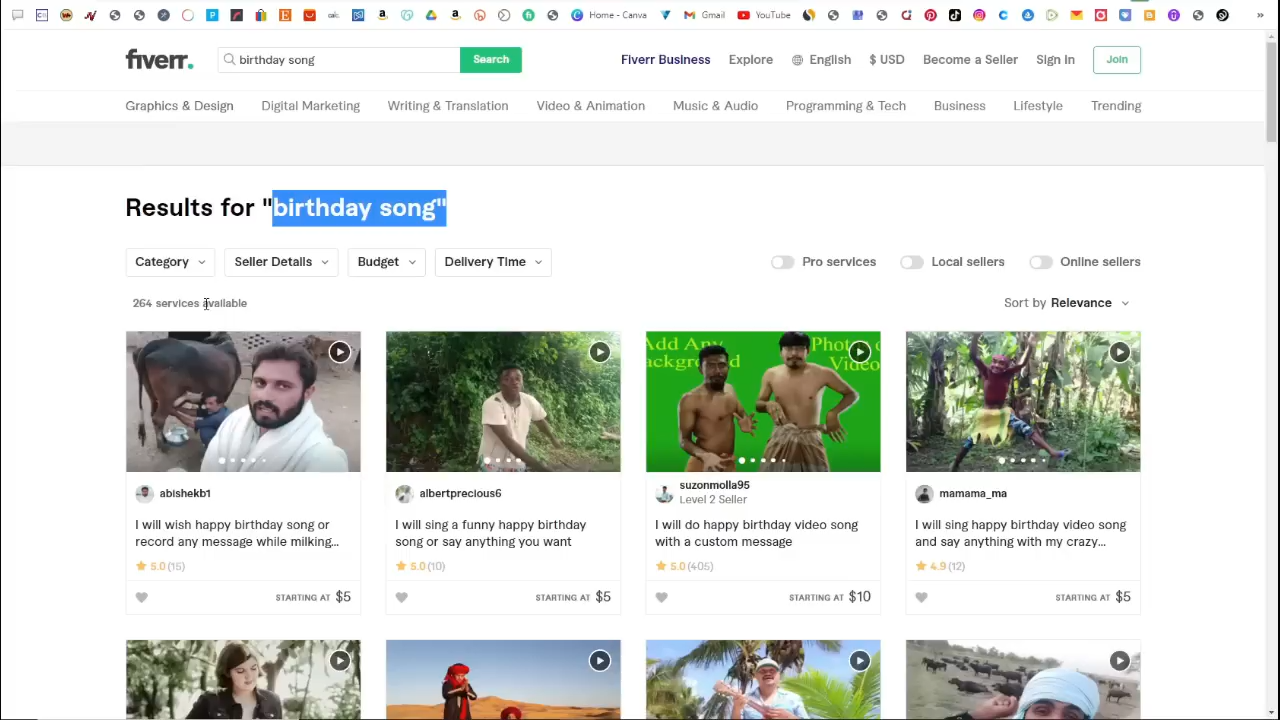 Home - Canva
Gmail
YouTube
»
fiverr.
birthday song
Search
Fiverr Business
Explore
English
$ USD
Become a Seller
Sign In
Join
Graphics & Design
Digital Marketing
Writing & Translation
Video & Animation
Music & Audio
Programming & Tech
Business
Lifestyle
Trending
Results for "birthday song"
Category
Seller Details
Budget
Delivery Time
Pro services
Local sellers
Online sellers
264 services available
Sort by Relevance
Add Any
Background
Video
abishekb1
I will wish happy birthday song or
record any message while milking...
5.0 (15)
STARTING AT $5
albertprecious6
I will sing a funny happy birthday
song or say anything you want
5.0 (10)
STARTING AT $5
suzonmolla95
Level 2 Seller
I will do happy birthday video song
with a custom message
5.0 (405)
STARTING AT $10
mamama_ma
I will sing happy birthday video song
and say anything with my crazy...
4.9 (12)
STARTING AT $5